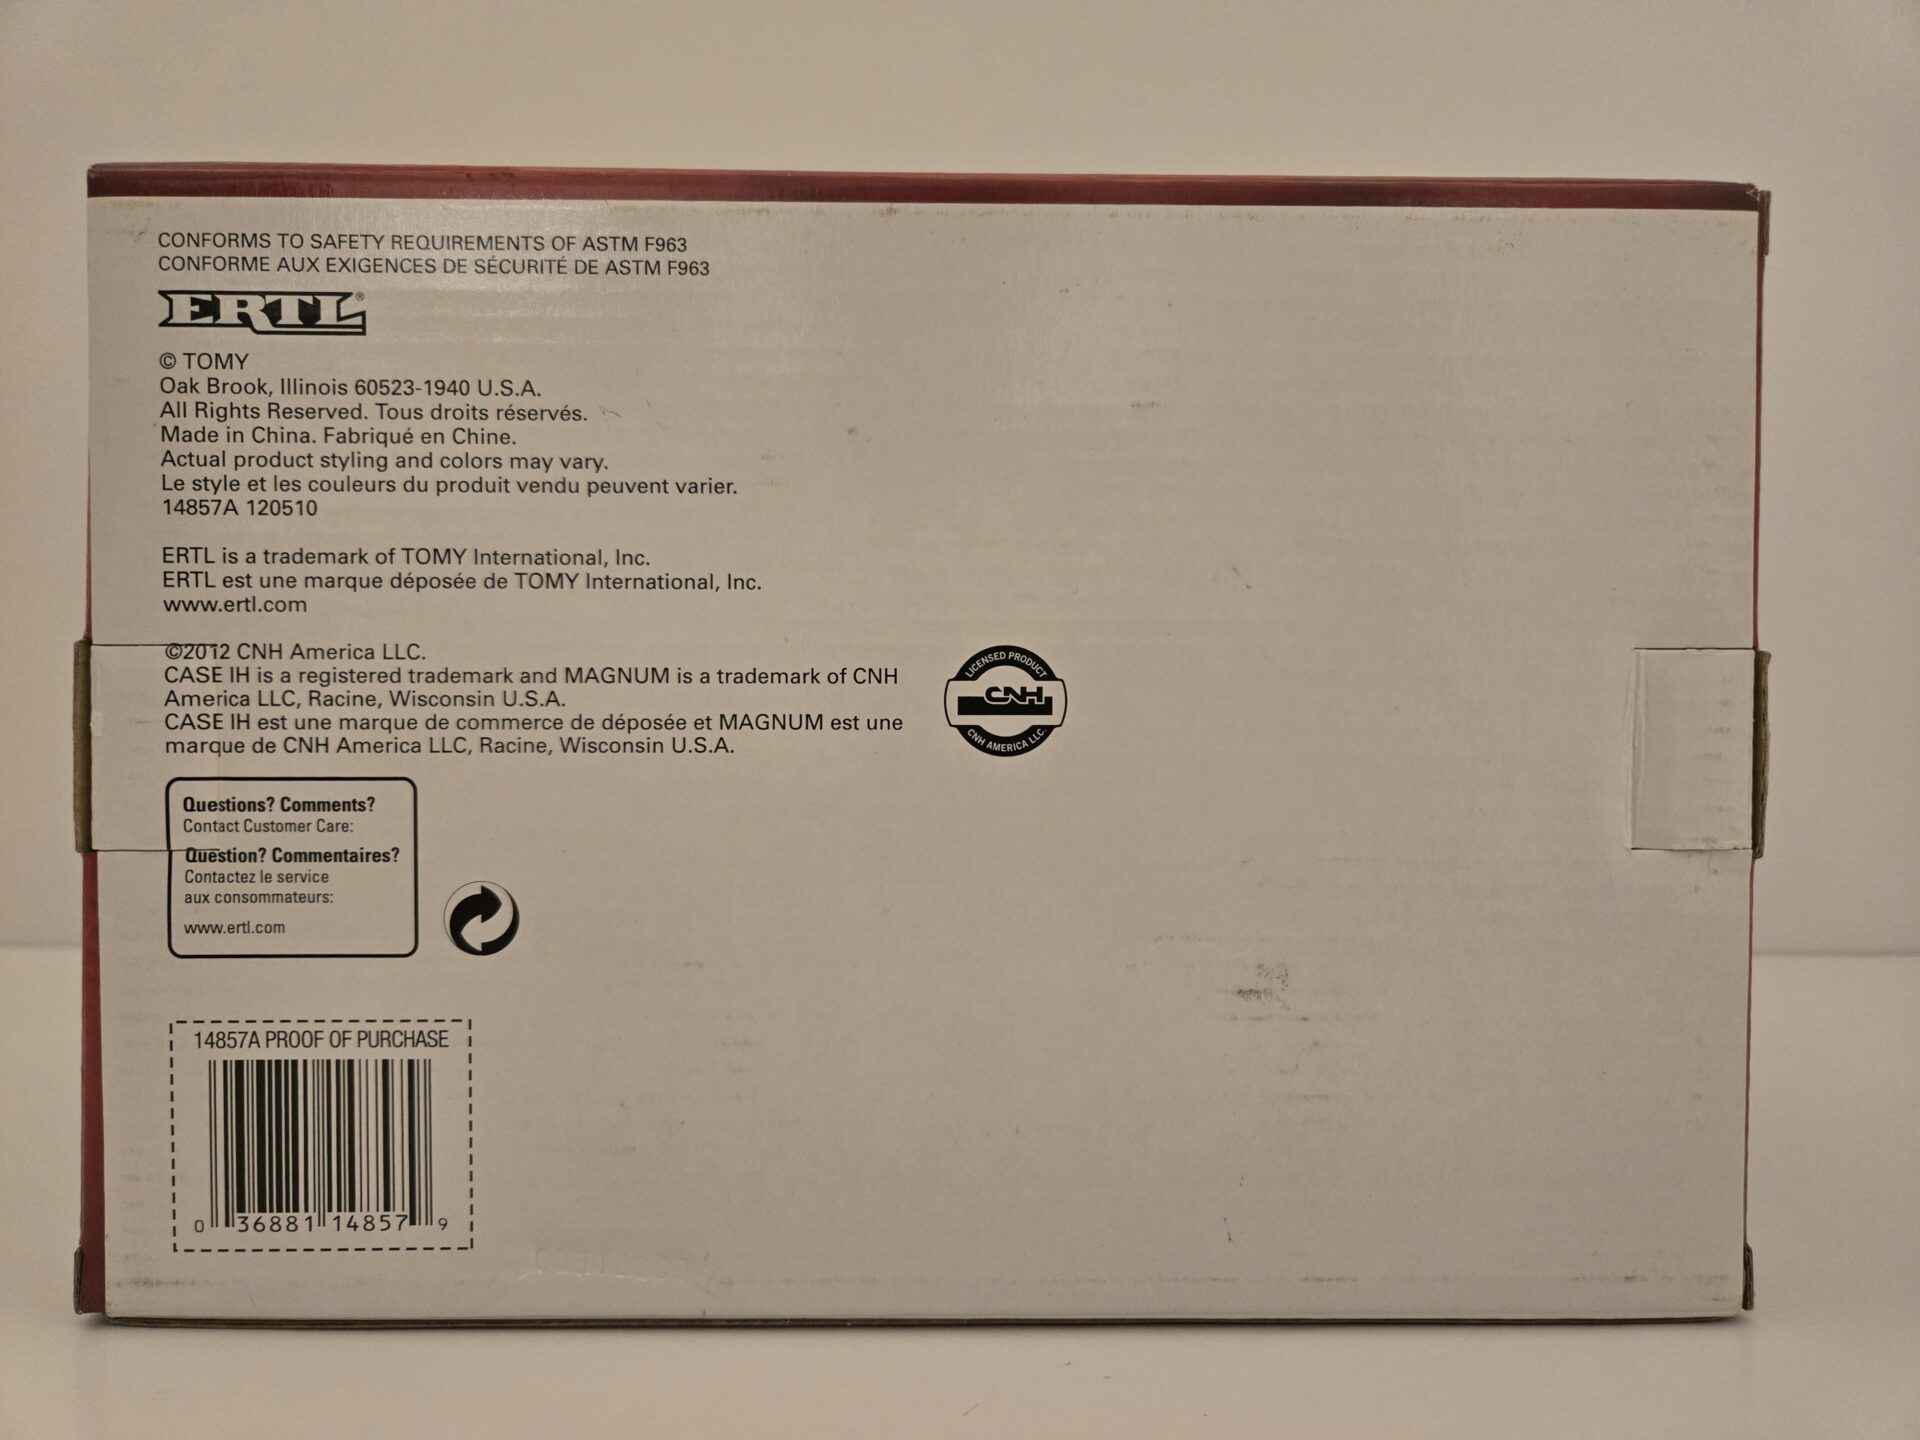 CONFORMS TO SAFETY REQUIREMENTS OF ASTM F963
CONFORME AUX EXIGENCES DE SÉCURITÉ DE ASTM F963
ERTL®
© TOMY
Oak Brook, Illinois 60523-1940 U.S.A.
All Rights Reserved. Tous droits réservés.
Made in China. Fabriqué en Chine.
Actual product styling and colors may vary.
Le style et les couleurs du produit vendu peuvent varier.
14857A 120510
ERTL is a trademark of TOMY International, Inc.
ERTL est une marque déposée de TOMY International, Inc.
www.ertl.com
©2012 CNH America LLC.
CASE IH is a registered trademark and MAGNUM is a trademark of CNH
America LLC, Racine, Wisconsin U.S.A.
CASE IH est une marque de commerce de déposée et MAGNUM est une
marque de CNH America LLC, Racine, Wisconsin U.S.A.
LICENSED PRODUCT
CNH
CNH AMERICA LLC.
Questions? Comments?
Contact Customer Care:
Question? Commentaires?
Contactez le service
aux consommateurs:
www.ertl.com
14857A PROOF OF PURCHASE
0 36881 14857 9